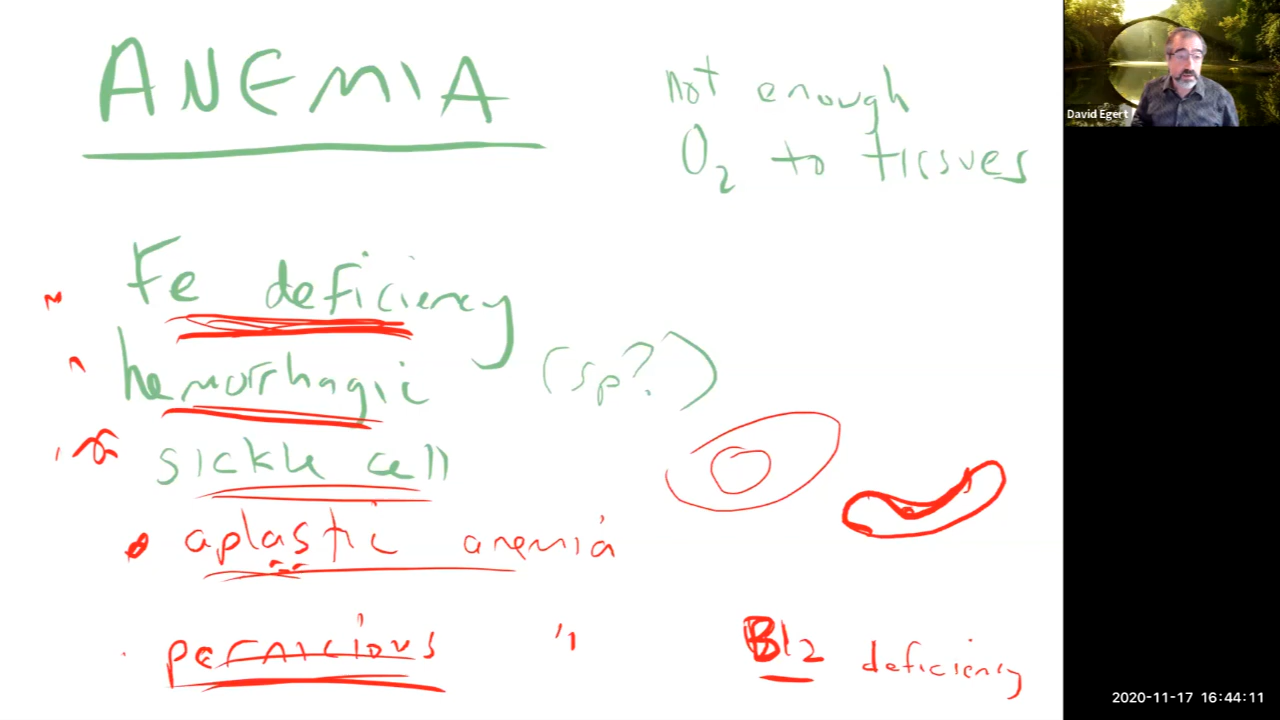 ANEMIA
not enough
O2 to tissues
David Egert
Fe deficiency
hemorrhagic (sp?)
sickle cell
aplastic anemia
pernicious " B12 deficiency
2020-11-17 16:44:11